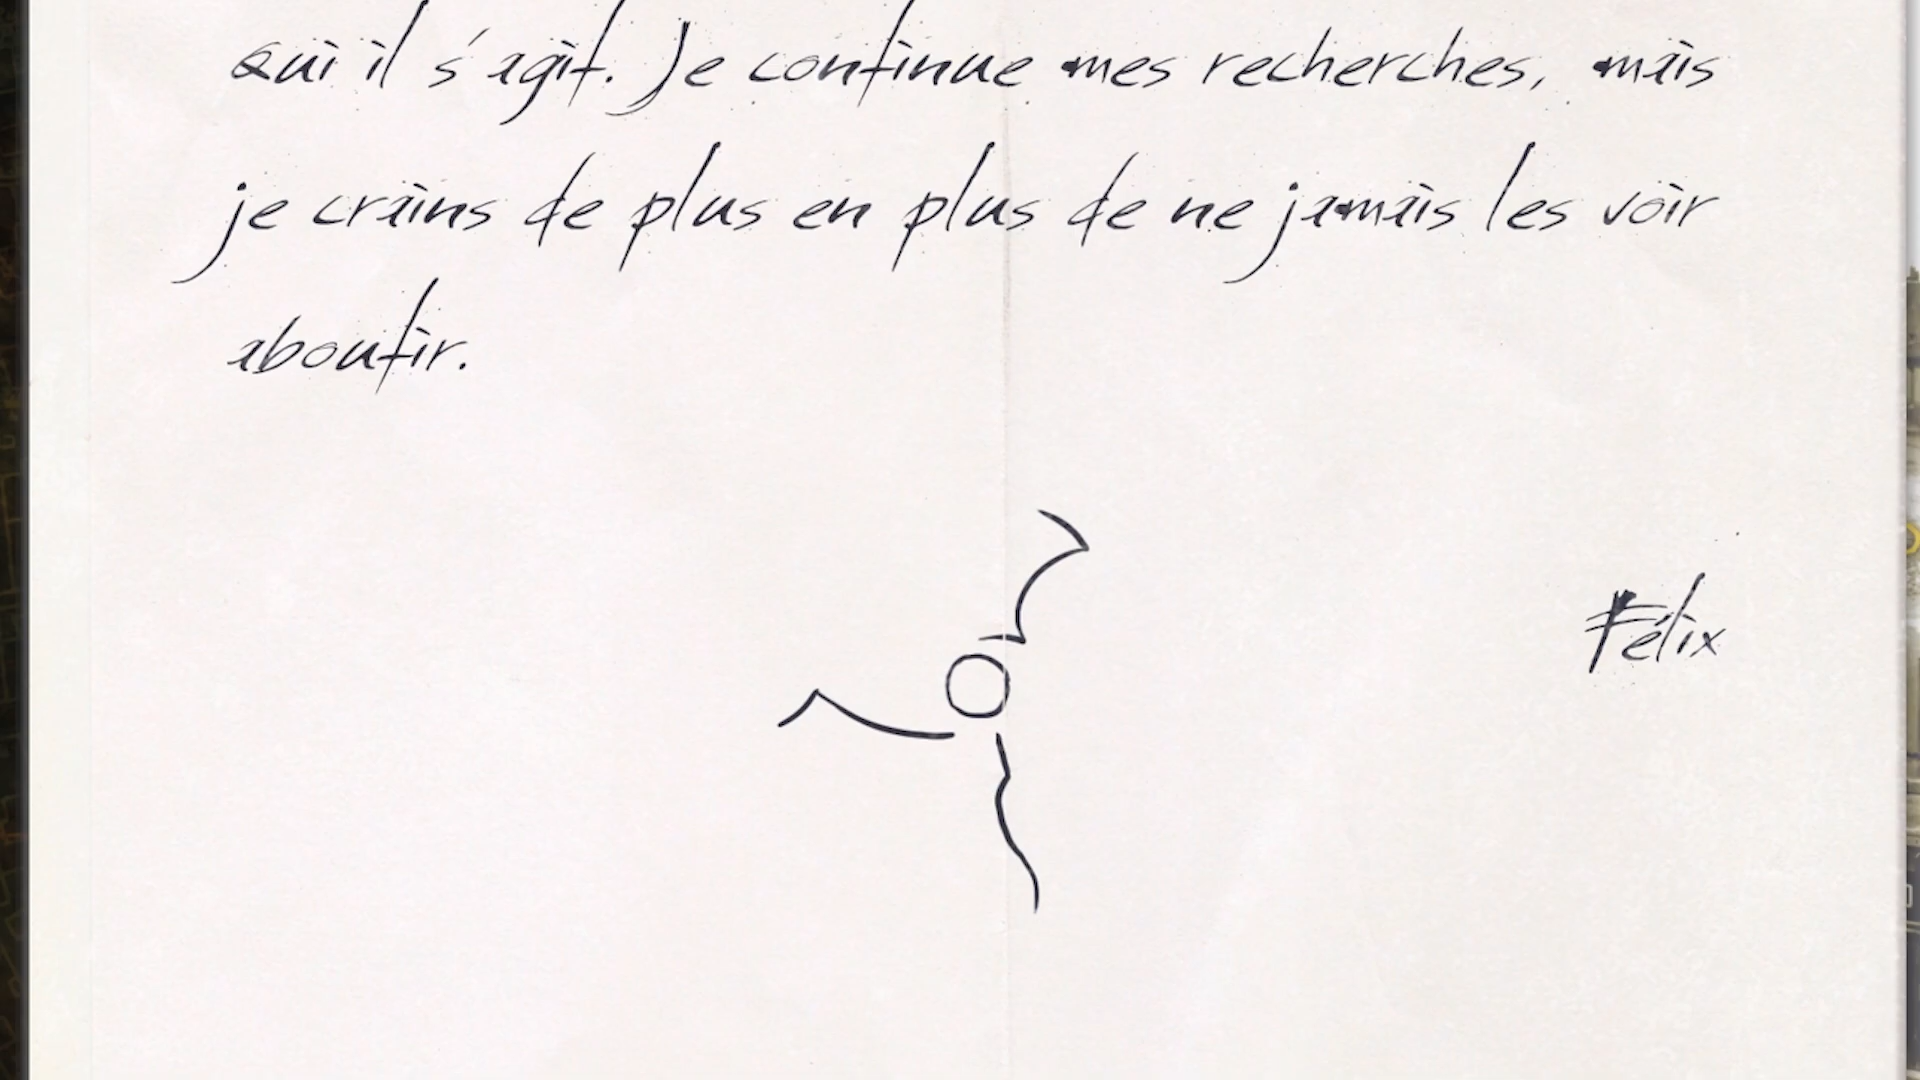 qui il s'agit. Je continue mes recherches, mais
je crains de plus en plus de ne jamais les voir
aboutir.
Félix